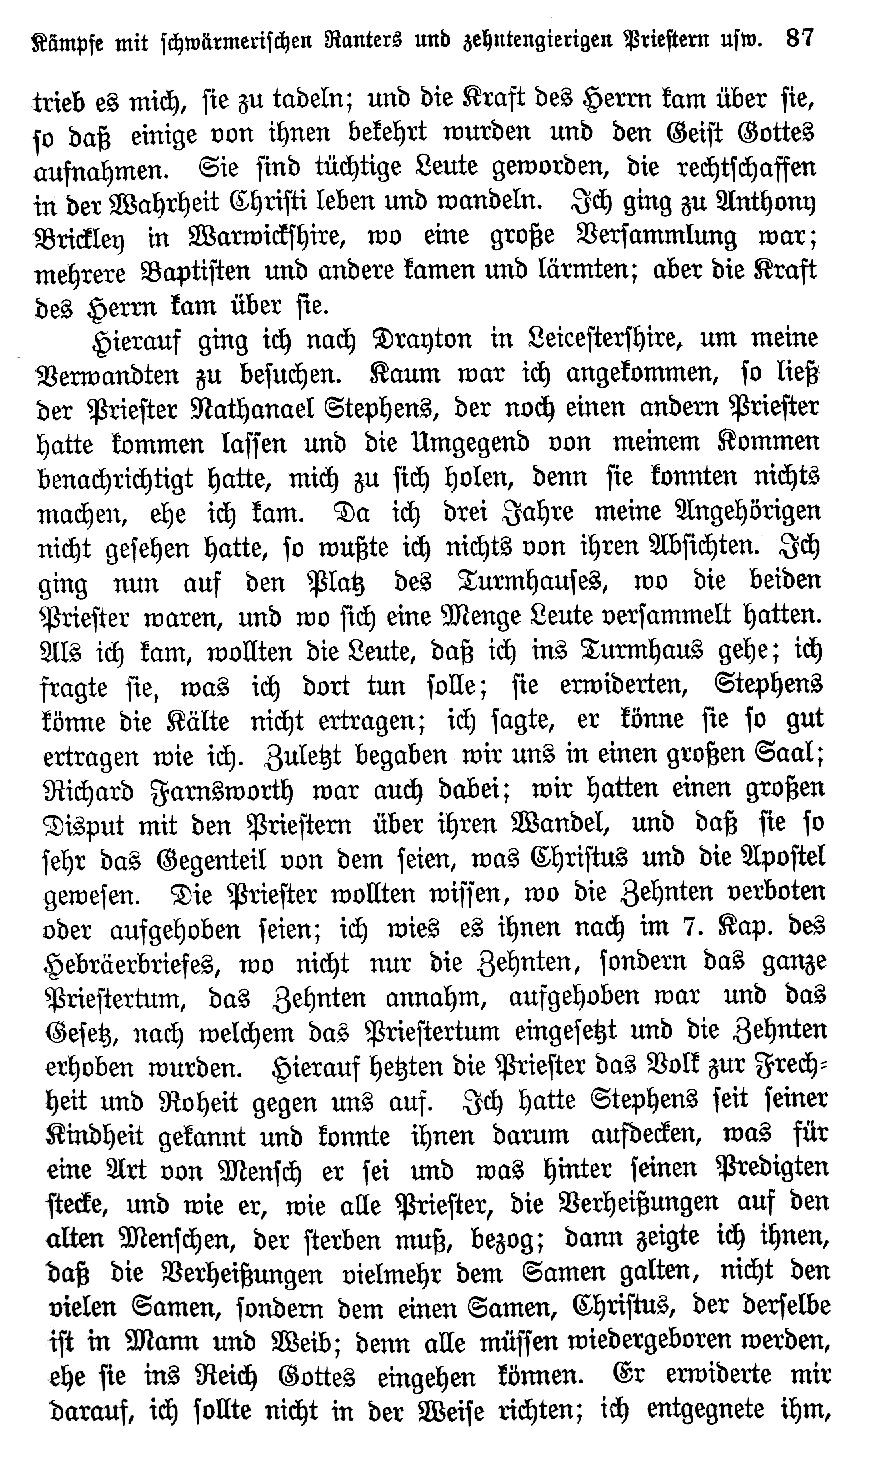 Kämpfe mit schwärmerischen Ranters und zehntengierigen Priestern usw. 87
trieb es mich, sie zu tadeln; und die Kraft des Herrn kam über sie,
so daß einige von ihnen bekehrt wurden und den Geist Gottes
aufnahmen. Sie sind tüchtige Leute geworden, die rechtschaffen
in der Wahrheit Christi leben und wandeln. Ich ging zu Anthony
Brickley in Warwickshire, wo eine große Versammlung war;
mehrere Baptisten und andere kamen und lärmten; aber die Kraft
des Herrn kam über sie.
Hierauf ging ich nach Drayton in Leicestershire, um meine
Verwandten zu besuchen. Kaum war ich angekommen, so ließ
der Priester Nathanael Stephens, der noch einen andern Priester
hatte kommen lassen und die Umgegend von meinem Kommen
benachrichtigt hatte, mich zu sich holen, denn sie konnten nichts
machen, ehe ich kam. Da ich drei Jahre meine Angehörigen
nicht gesehen hatte, so wußte ich nichts von ihren Absichten. Ich
ging nun auf den Platz des Turmhauses, wo die beiden
Priester waren, und wo sich eine Menge Leute versammelt hatten.
Als ich kam, wollten die Leute, daß ich ins Turmhaus gehe; ich
fragte sie, was ich dort tun solle; sie erwiderten, Stephens
könne die Kälte nicht ertragen; ich sagte, er könne sie so gut
ertragen wie ich. Zuletzt begaben wir uns in einen großen Saal;
Richard Farnsworth war auch dabei; wir hatten einen großen
Disput mit den Priestern über ihren Wandel, und daß sie so
sehr das Gegenteil von dem seien, was Christus und die Apostel
gewesen. Die Priester wollten wissen, wo die Zehnten verboten
oder aufgehoben seien; ich wies es ihnen nach im 7. Kap. des
Hebräerbriefes, wo nicht nur die Zehnten, sondern das ganze
Priestertum, das Zehnten annahm, aufgehoben war und das
Gesetz, nach welchem das Priestertum eingesetzt und die Zehnten
erhoben wurden. Hierauf hetzten die Priester das Volk zur Frech-
heit und Roheit gegen uns auf. Ich hatte Stephens seit seiner
Kindheit gekannt und konnte ihnen darum aufdecken, was für
eine Art von Mensch er sei und was hinter seinen Predigten
stecke, und wie er, wie alle Priester, die Verheißungen auf den
alten Menschen, der sterben muß, bezog; dann zeigte ich ihnen,
daß die Verheißungen vielmehr dem Samen galten, nicht den
vielen Samen, sondern dem einen Samen, Christus, der derselbe
ist in Mann und Weib; denn alle müssen wiedergeboren werden,
ehe sie ins Reich Gottes eingehen können. Er erwiderte mir
darauf, ich sollte nicht in der Weise richten; ich entgegnete ihm,